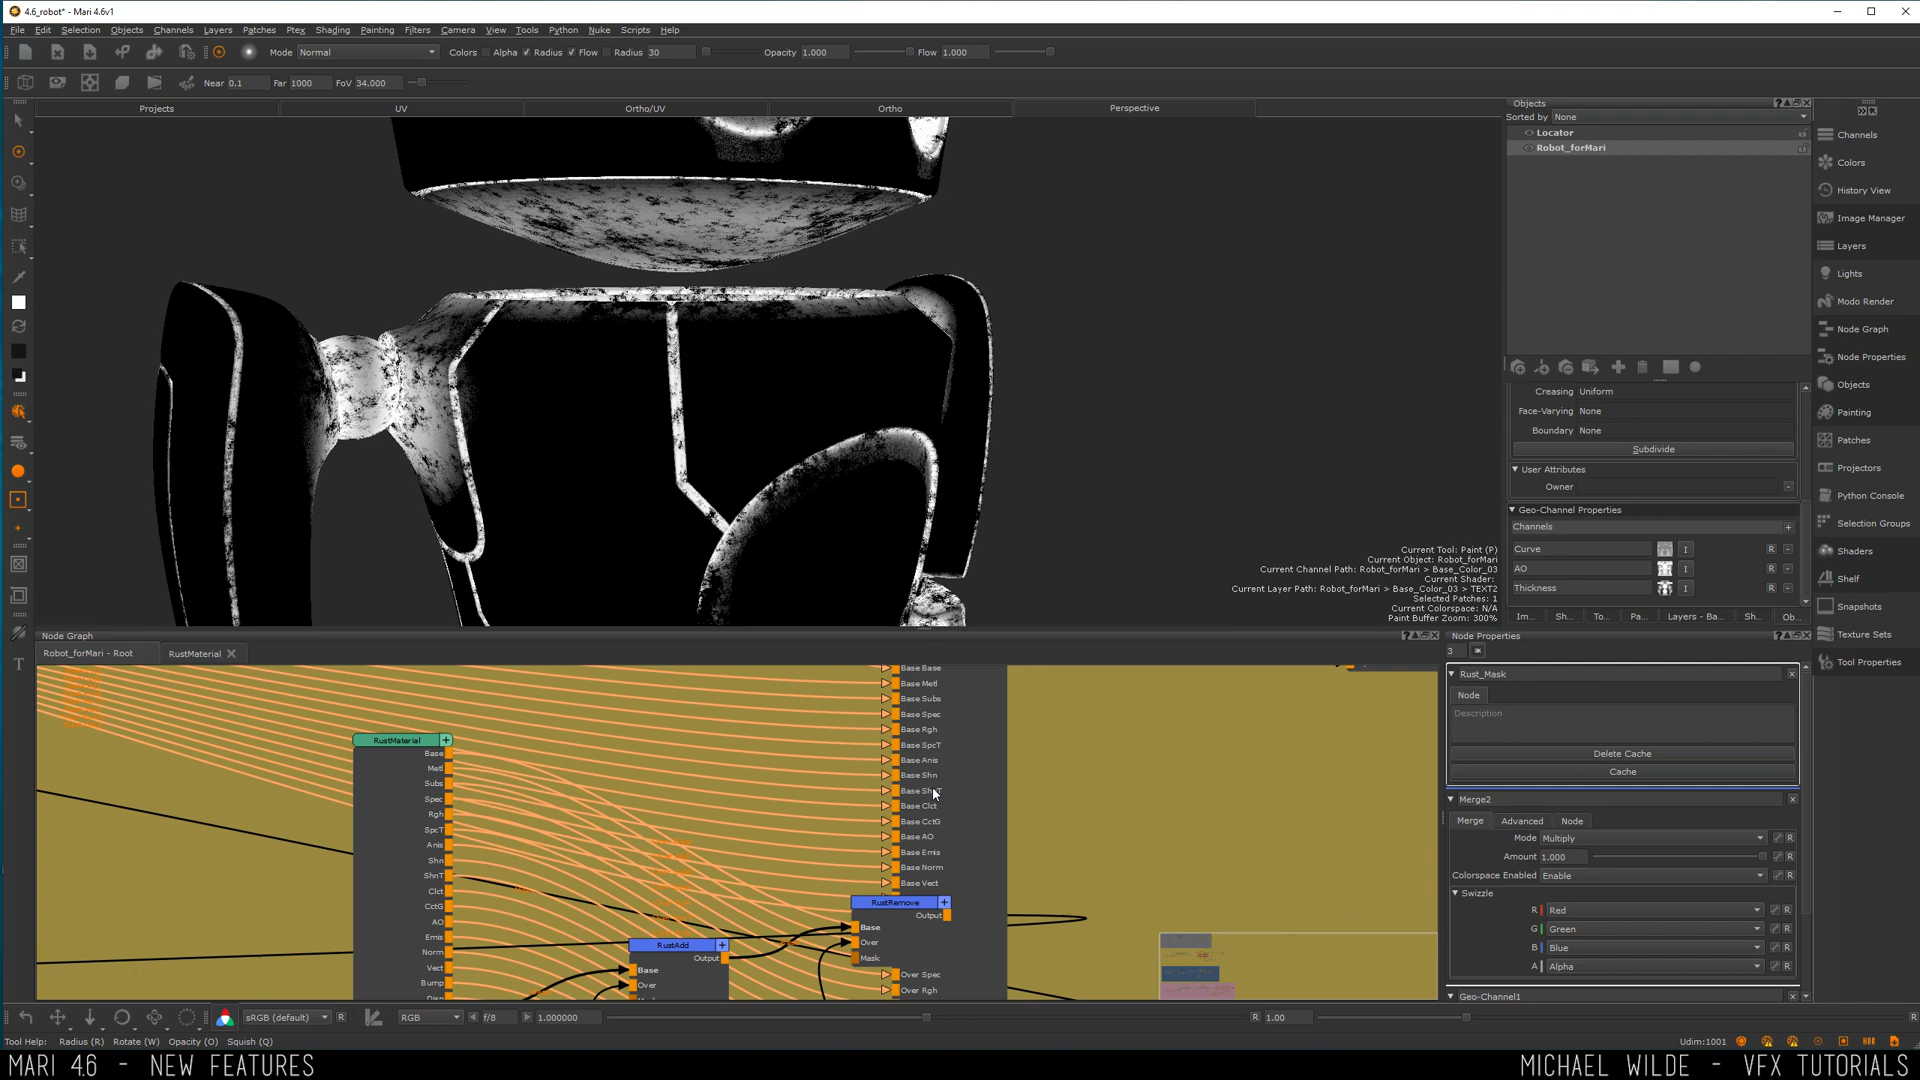 4.6_robot* - Mari 4.6v1
File Edit Selection Objects Channels Layers Patches Ptex Shading Painting Filters Camera View Tools Python Nuke Scripts Help
Mode Normal Colors Alpha Radius Flow Radius 30 Opacity 1.000 Flow 1.000
Near 0.1 Far 1000 FoV 34.000
Projects UV Ortho/UV Ortho Perspective
Current Tool: Paint (P)
Current Object: Robot_forMari
Current Channel Path: Robot_forMari > Base_Color_03
Current Shader:
Current Layer Path: Robot_forMari > Base_Color_03 > TEXT2
Selected Patches: 1
Current Colorspace: N/A
Paint Buffer Zoom: 300%
Objects
Sorted by None
Locator
Robot_forMari
Creasing Uniform
Face-Varying None
Boundary None
Subdivide
User Attributes
Owner
Geo-Channel Properties
Channels
Curve I R
AO I R
Thickness I R
Im... Sh... To... Pa... Layers - Ba... Sh... Ob...
Channels
Colors
History View
Image Manager
Layers
Lights
Modo Render
Node Graph
Node Properties
Objects
Painting
Patches
Projectors
Python Console
Selection Groups
Shaders
Shelf
Snapshots
Texture Sets
Tool Properties
Node Graph
Robot_forMari - Root RustMaterial
RustMaterial
Base
Metl
Subs
Spec
Rgh
SpcT
Anis
Shn
ShnT
Clct
CctG
AO
Emis
Norm
Vect
Bump
Base Base
Base Metl
Base Subs
Base Spec
Base Rgh
Base SpcT
Base Anis
Base Shn
Base Clct
Base CctG
Base AO
Base Emis
Base Norm
Base Vect
RustRemove
Output
Base
Over
Mask
Over Spec
Over Rgh
RustAdd
Output
Base
Over
Node Properties
3
Rust_Mask
Node
Description
Delete Cache
Cache
Merge2
Merge Advanced Node
Mode Multiply R
Amount 1.000 R
Colorspace Enabled Enable R
Swizzle
R Red R
G Green R
B Blue R
A Alpha R
Geo-Channel1
sRGB (default) R RGB f/8 1.000000 R 1.00 R
Tool Help: Radius (R) Rotate (W) Opacity (O) Squish (Q) Udim:1001
MARI 4.6 - NEW FEATURES
MICHAEL WILDE - VFX TUTORIALS